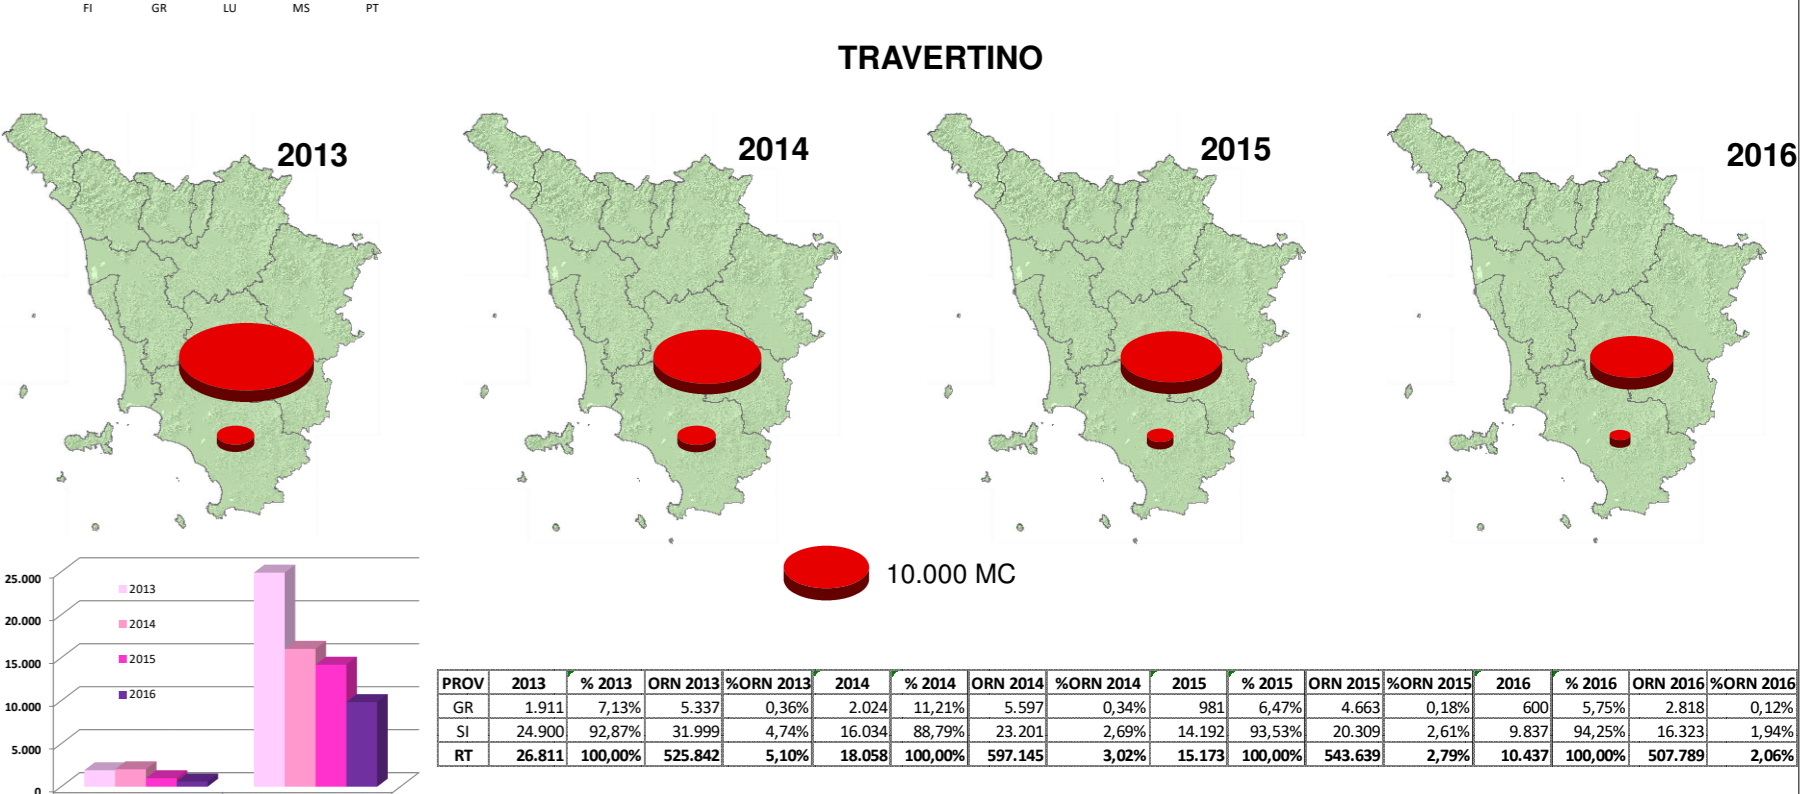 FI GR LU MS PT
TRAVERTINO
2013
2014
2015
2016
10.000 MC
25.000
20.000
15.000
10.000
5.000
0
2013
2014
2015
2016
PROV 2013 % 2013 ORN 2013 %ORN 2013 2014 % 2014 ORN 2014 %ORN 2014 2015 % 2015 ORN 2015 %ORN 2015 2016 % 2016 ORN 2016 %ORN 2016
GR 1.911 7,13% 5.337 0,36% 2.024 11,21% 5.597 0,34% 981 6,47% 4.663 0,18% 600 5,75% 2.818 0,12%
SI 24.900 92,87% 31.999 4,74% 16.034 88,79% 23.201 2,69% 14.192 93,53% 20.309 2,61% 9.837 94,25% 16.323 1,94%
RT 26.811 100,00% 525.842 5,10% 18.058 100,00% 597.145 3,02% 15.173 100,00% 543.639 2,79% 10.437 100,00% 507.789 2,06%